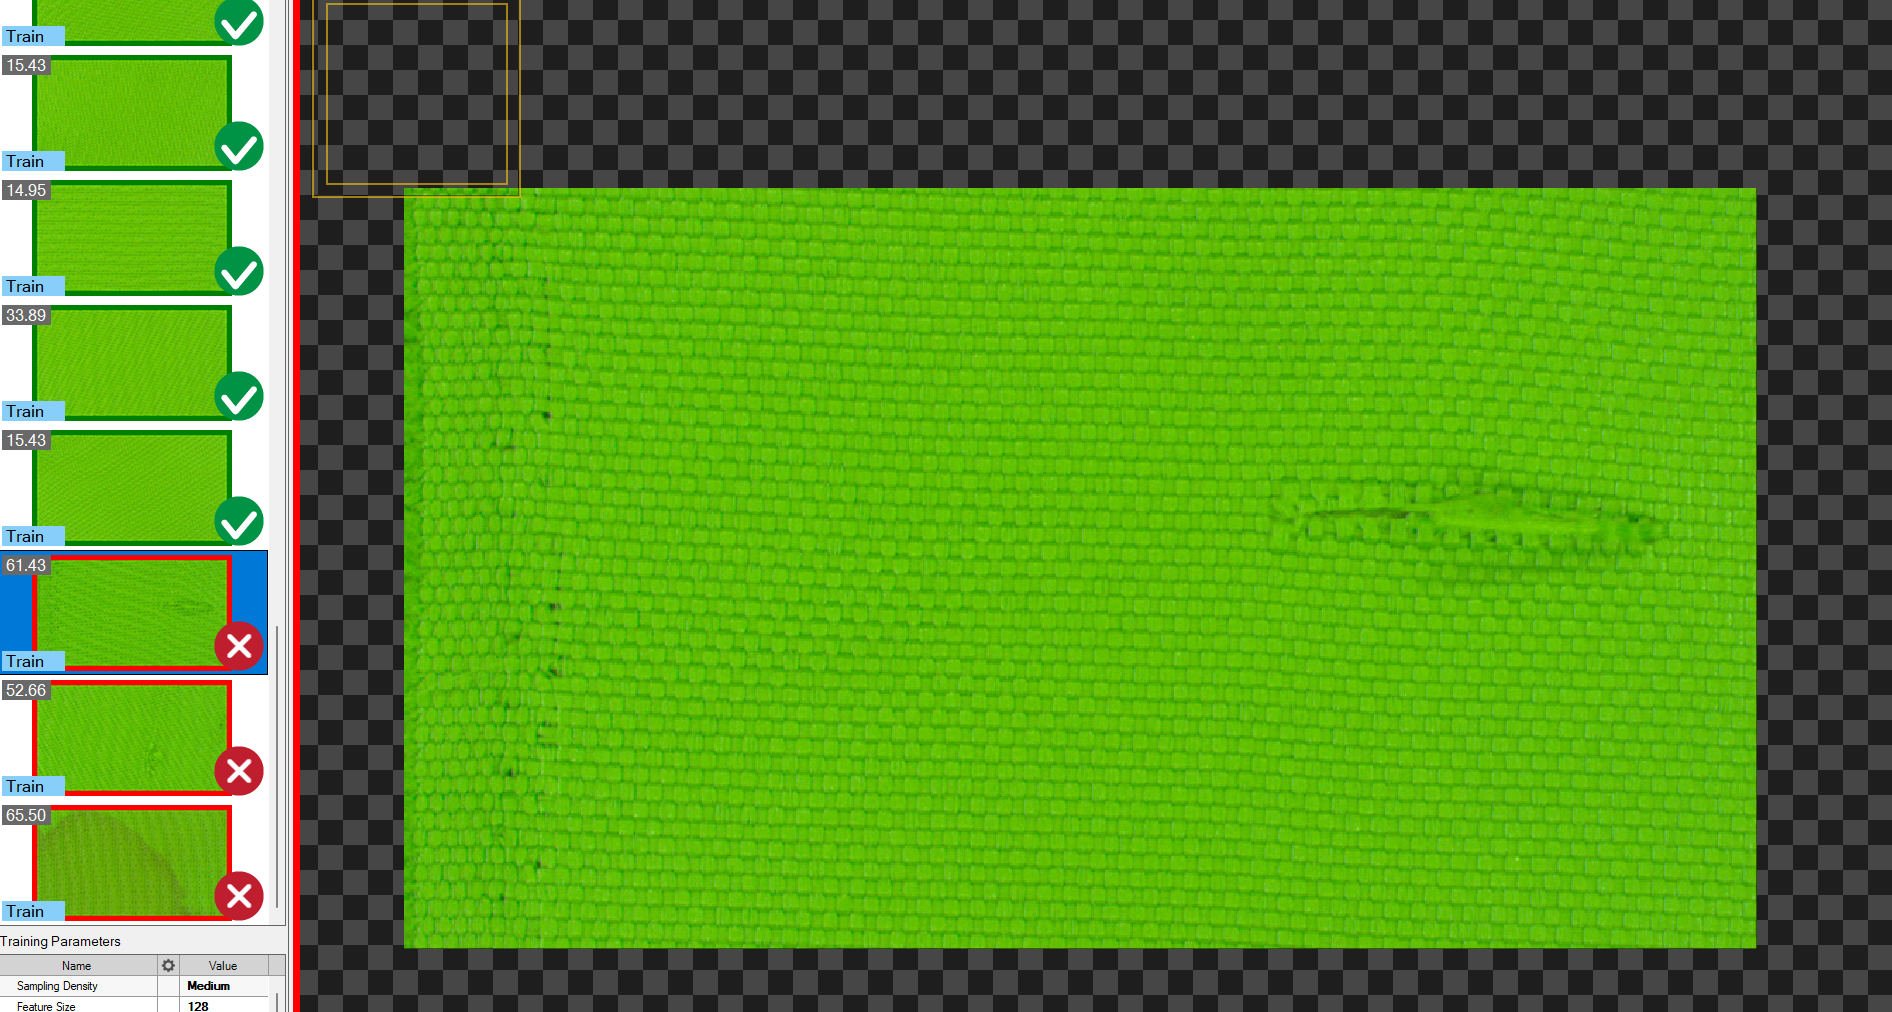 Train
15.43
Train
14.95
Train
33.89
Train
15.43
Train
61.43
Train
52.66
Train
65.50
Train
Training Parameters
Name Value
Sampling Density Medium
Feature Size 128